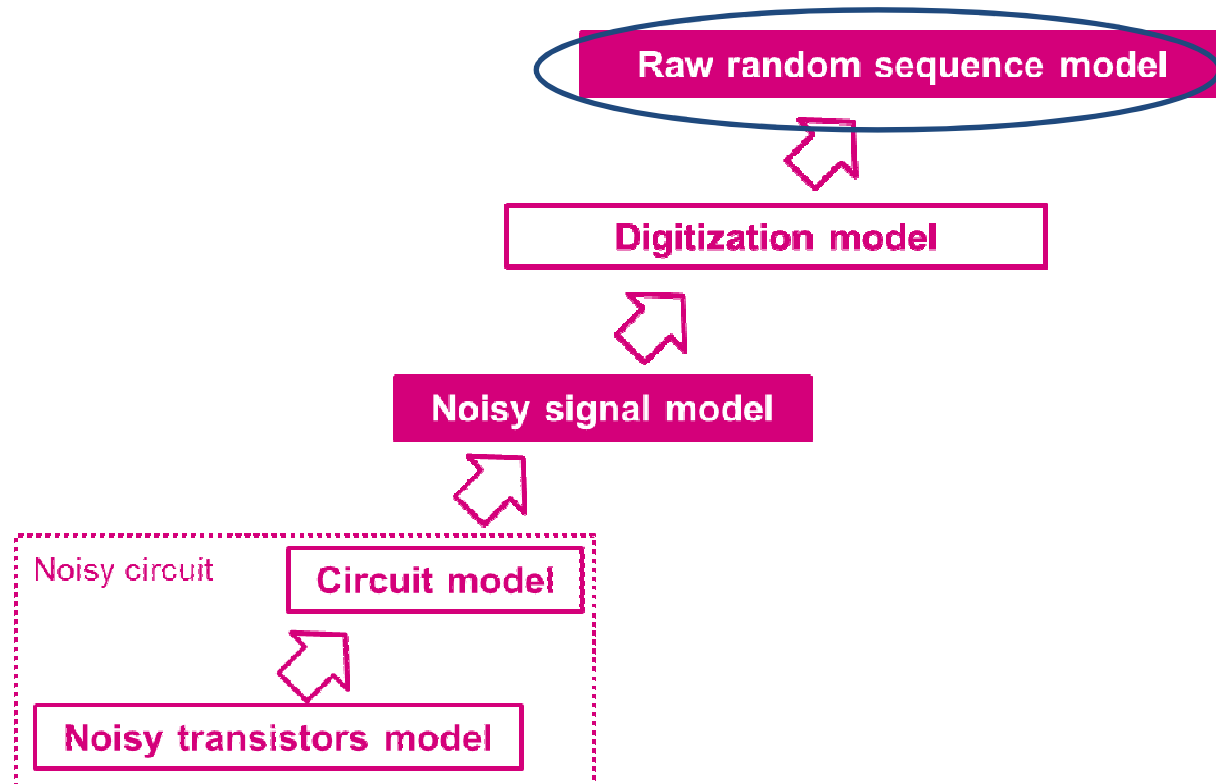 Raw random sequence model
Digitization model
Noisy signal model
Noisy circuit
Circuit model
Noisy transistors model